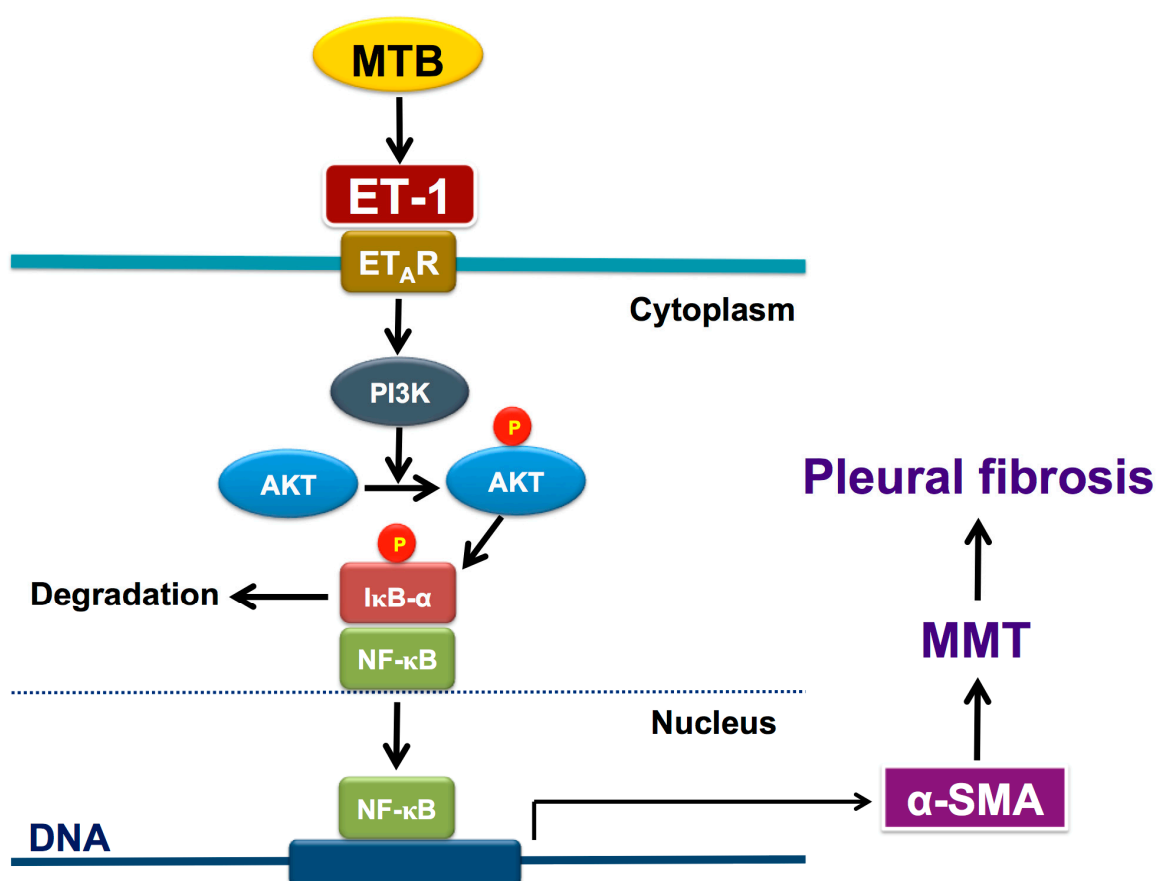 MTB
ET-1
ETAR
Cytoplasm
PI3K
P
AKT
AKT
Pleural fibrosis
P
Degradation
IκB-α
MMT
NF-κB
Nucleus
NF-κB
α-SMA
DNA